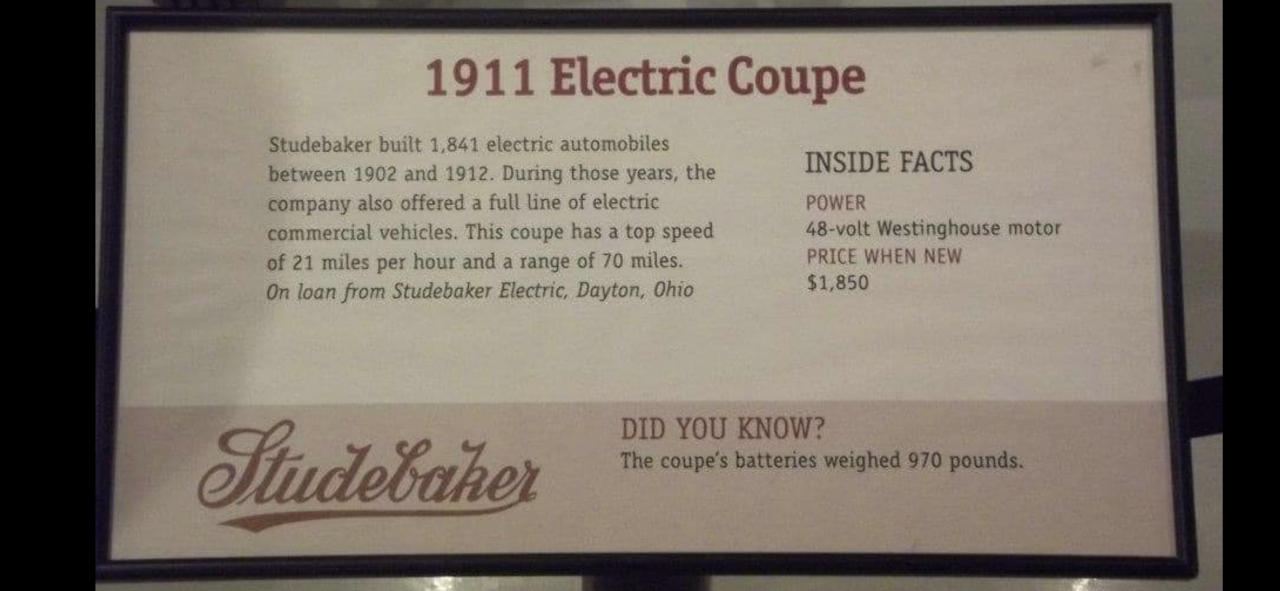 1911 Electric Coupe
Studebaker built 1,841 electric automobiles
between 1902 and 1912. During those years, the
company also offered a full line of electric
commercial vehicles. This coupe has a top speed
of 21 miles per hour and a range of 70 miles.
On loan from Studebaker Electric, Dayton, Ohio
INSIDE FACTS
POWER
48-volt Westinghouse motor
PRICE WHEN NEW
$1,850
Studebaker
DID YOU KNOW?
The coupe's batteries weighed 970 pounds.